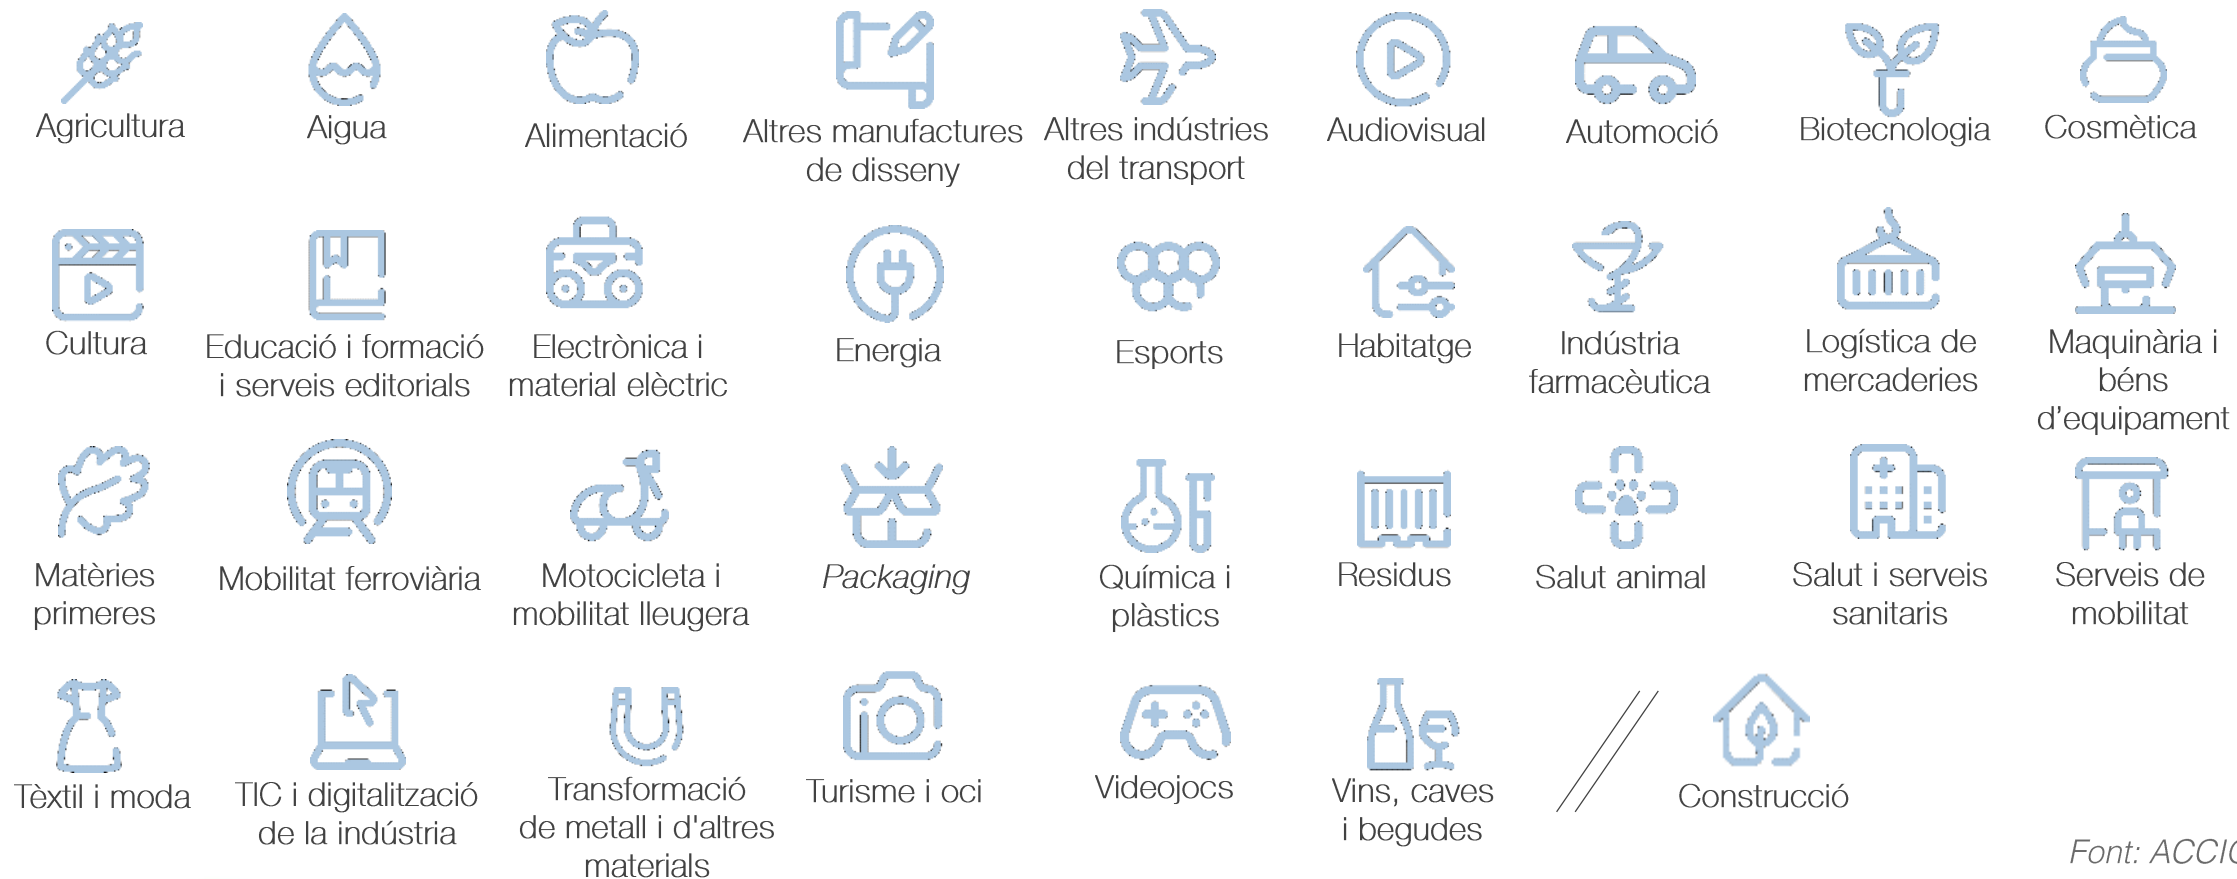 Agricultura
Aigua
Alimentació
Altres manufactures
de disseny
Altres indústries
del transport
Audiovisual
Automoció
Biotecnologia
Cosmètica
Cultura
Educació i formació
i serveis editorials
Electrònica i
material elèctric
Energia
Esports
Habitatge
Indústria
farmacèutica
Logística de
mercaderies
Maquinària i
béns
d’equipament
Matèries
primeres
Mobilitat ferroviària
Motocicleta i
mobilitat lleugera
Packaging
Química i
plàstics
Residus
Salut animal
Salut i serveis
sanitaris
Serveis de
mobilitat
Tèxtil i moda
TIC i digitalització
de la indústria
Transformació
de metall i d'altres
materials
Turisme i oci
Videojocs
Vins, caves
i begudes
Construcció
Font: